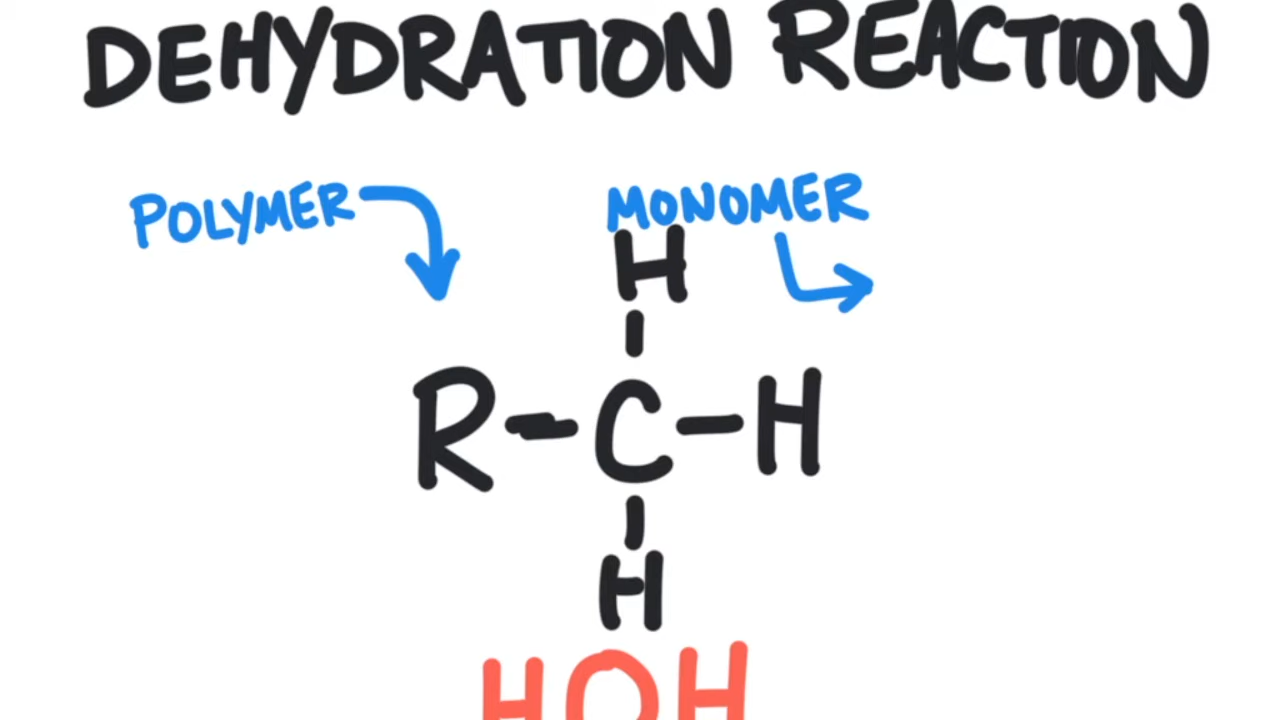 DEHYDRATION REACTION
POLYMER MONOMER
H
R-C-H
H
HOH